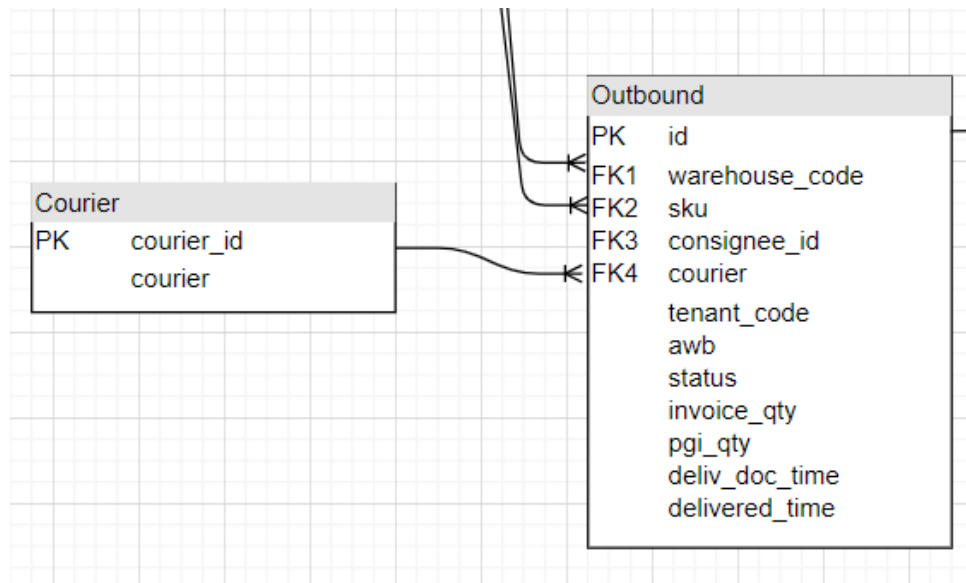 Courier
PK courier_id
courier
Outbound
PK id
FK1 warehouse_code
FK2 sku
FK3 consignee_id
FK4 courier
tenant_code
awb
status
invoice_qty
pgi_qty
deliv_doc_time
delivered_time